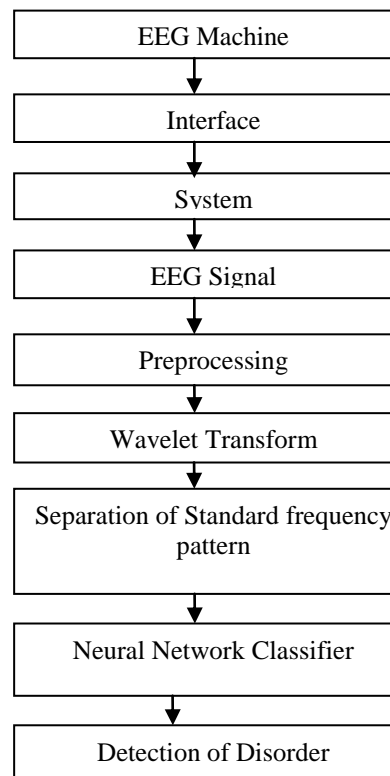 EEG Machine
Interface
System
EEG Signal
Preprocessing
Wavelet Transform
Separation of Standard frequency
pattern
Neural Network Classifier
Detection of Disorder